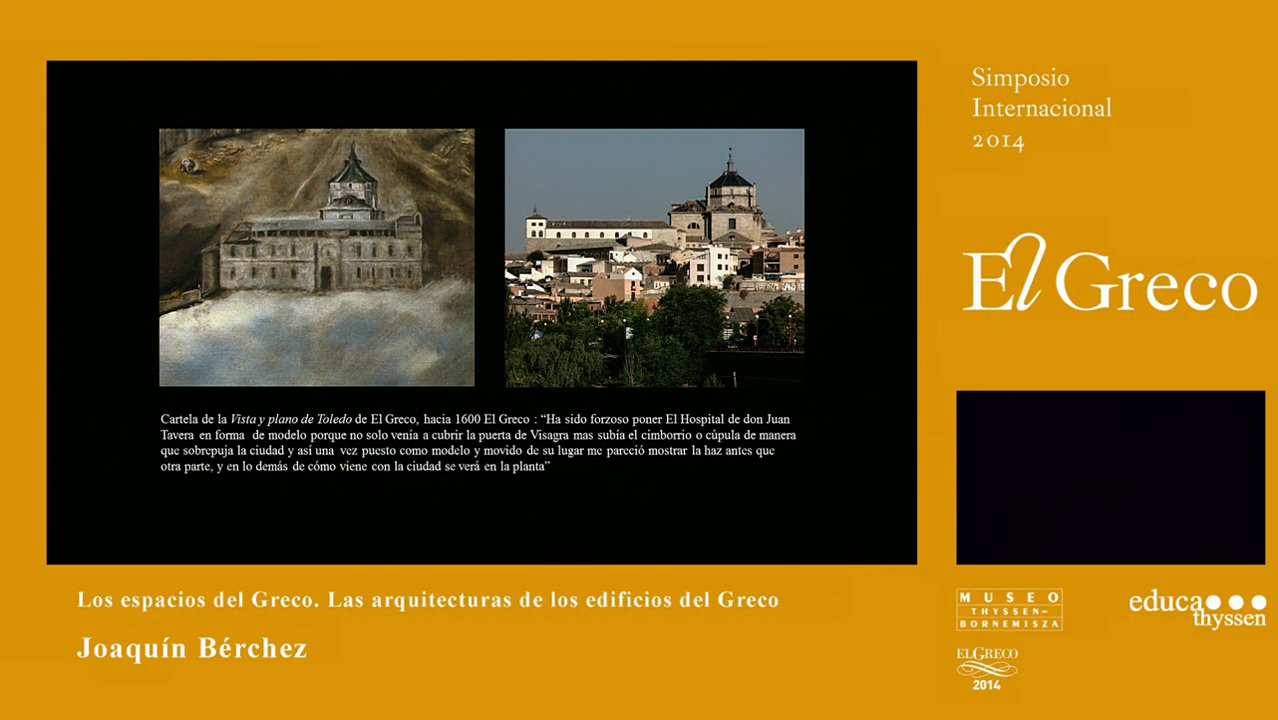 Simposio
Internacional
2014
El Greco
Cartela de la Vista y plano de Toledo de El Greco, hacia 1600 El Greco : “Ha sido forzoso poner El Hospital de don Juan
Tavera en forma de modelo porque no solo venía a cubrir la puerta de Visagra mas subía el cimborrio o cúpula de manera
que sobrepuja la ciudad y así una vez puesto como modelo y movido de su lugar me pareció mostrar la haz antes que
otra parte, y en lo demás de cómo viene con la ciudad se verá en la planta”
Los espacios del Greco. Las arquitecturas de los edificios del Greco
Joaquín Bérchez
MUSEO
THYSSEN-
BORNEMISZA
educa
thyssen
ELGRECO
2014